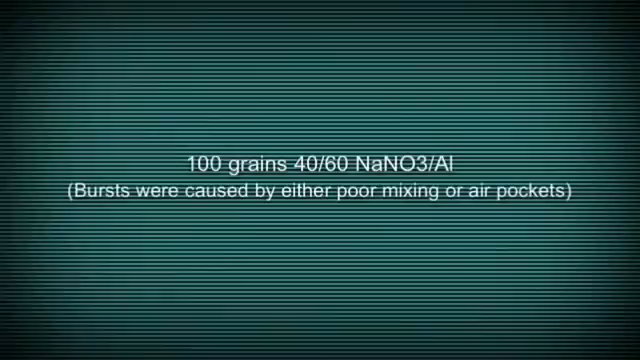 100 grains 40/60 NaNO3/Al
(Bursts were caused by either poor mixing or air pockets)